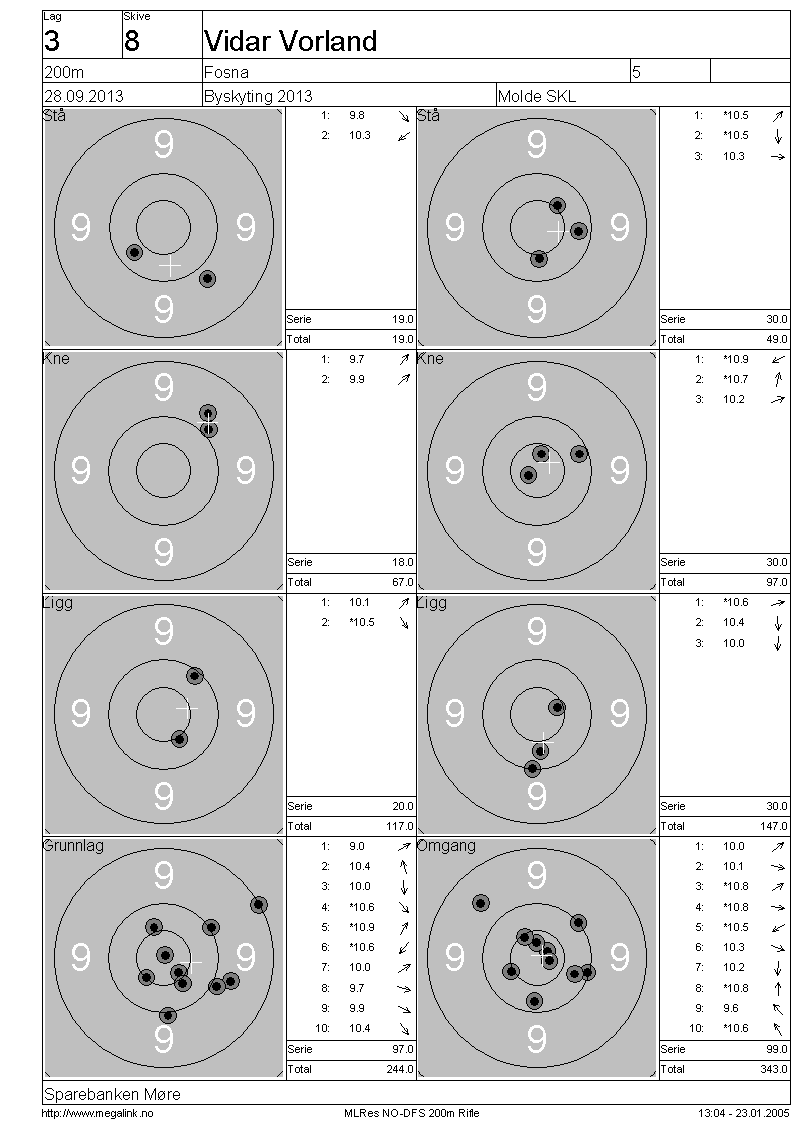 Lag Skive
3 8 Vidar Vorland
200m Fosna 5
28.09.2013 Byskyting 2013 Molde SKL
Stå
9
9 9
9
1: 9.8
2: 10.3
Serie 19.0
Total 19.0
Stå
9
9 9
9
1: *10.5
2: *10.5
3: 10.3
Serie 30.0
Total 49.0
Kne
9
9 9
9
1: 9.7
2: 9.9
Serie 18.0
Total 67.0
Kne
9
9 9
9
1: *10.9
2: *10.7
3: 10.2
Serie 30.0
Total 97.0
Ligg
9
9 9
9
1: 10.1
2: *10.5
Serie 20.0
Total 117.0
Ligg
9
9 9
9
1: *10.6
2: 10.4
3: 10.0
Serie 30.0
Total 147.0
Grunnlag
9
9 9
9
1: 9.0
2: 10.4
3: 10.0
4: *10.6
5: *10.9
6: *10.6
7: 10.0
8: 9.7
9: 9.9
10: 10.4
Serie 97.0
Total 244.0
Omgang
9
9 9
9
1: 10.0
2: 10.1
3: *10.8
4: *10.8
5: *10.5
6: 10.3
7: 10.2
8: *10.8
9: 9.6
10: *10.6
Serie 99.0
Total 343.0
Sparebanken Møre
http://www.megalink.no MLRes NO-DFS 200m Rifle 13:04 - 23.01.2005